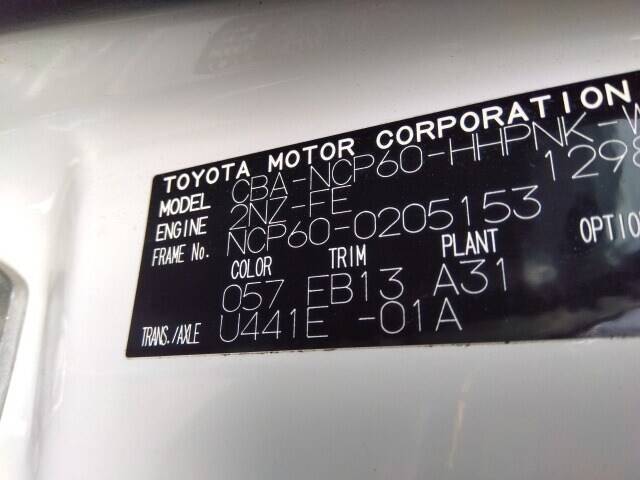 TOYOTA MOTOR CORPORATION
MODEL CBA-NCP60-HHPNK-W
ENGINE 2NZ-FE 1298
FRAME No. NCP60-0205153
COLOR TRIM PLANT OPTIO
057 FB13 A31
TRANS./AXLE U441E -01A